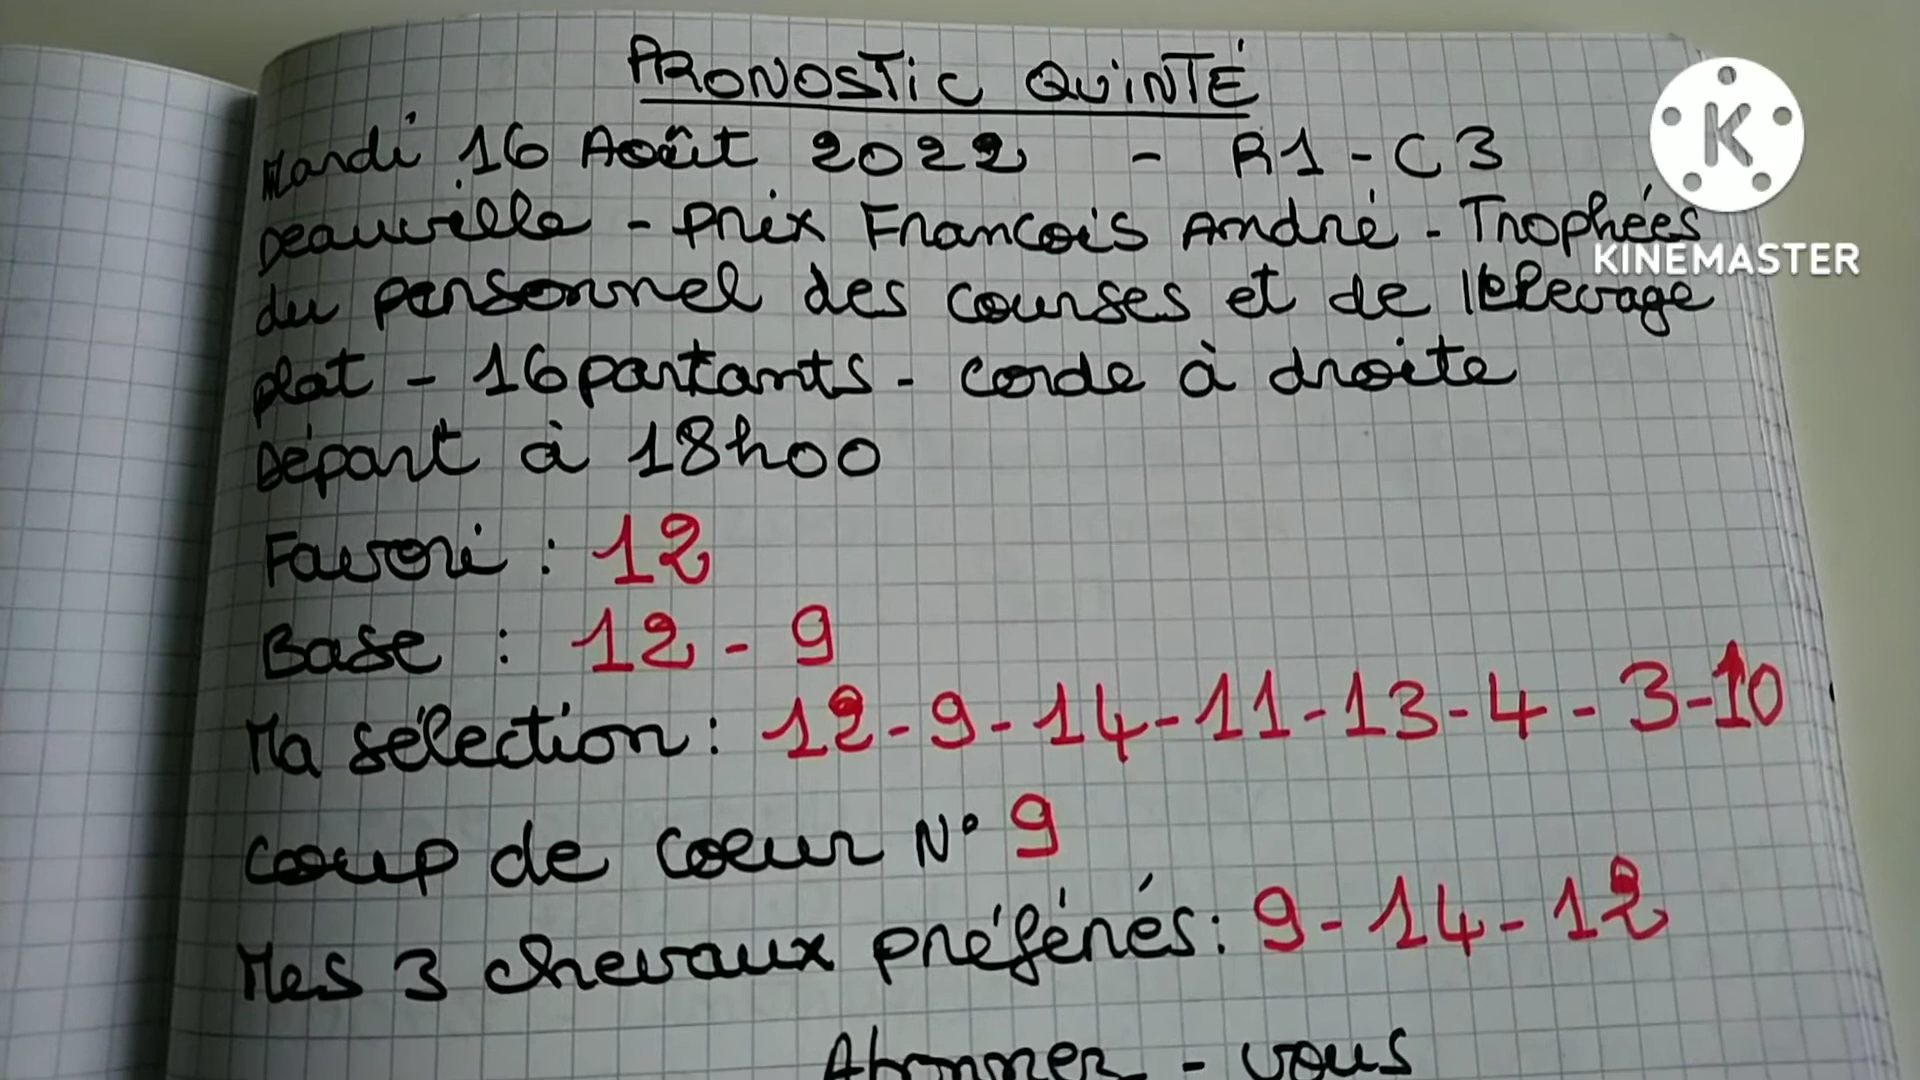 PRONOSTIC QUINTÉ
Mardi 16 Août 2022 - R1-C3
Deauville - Prix Francois André - Trophées
du personnel des courses et de l'élevage
plat - 16 partants - corde à droite
Départ à 18h00
Favori : 12
Base : 12 - 9
Ma sélection : 12-9-14-11-13-4-3-10
Coup de coeur N° 9
Mes 3 chevaux préférés : 9-14-12
Abonnez - vous
K
KINEMASTER